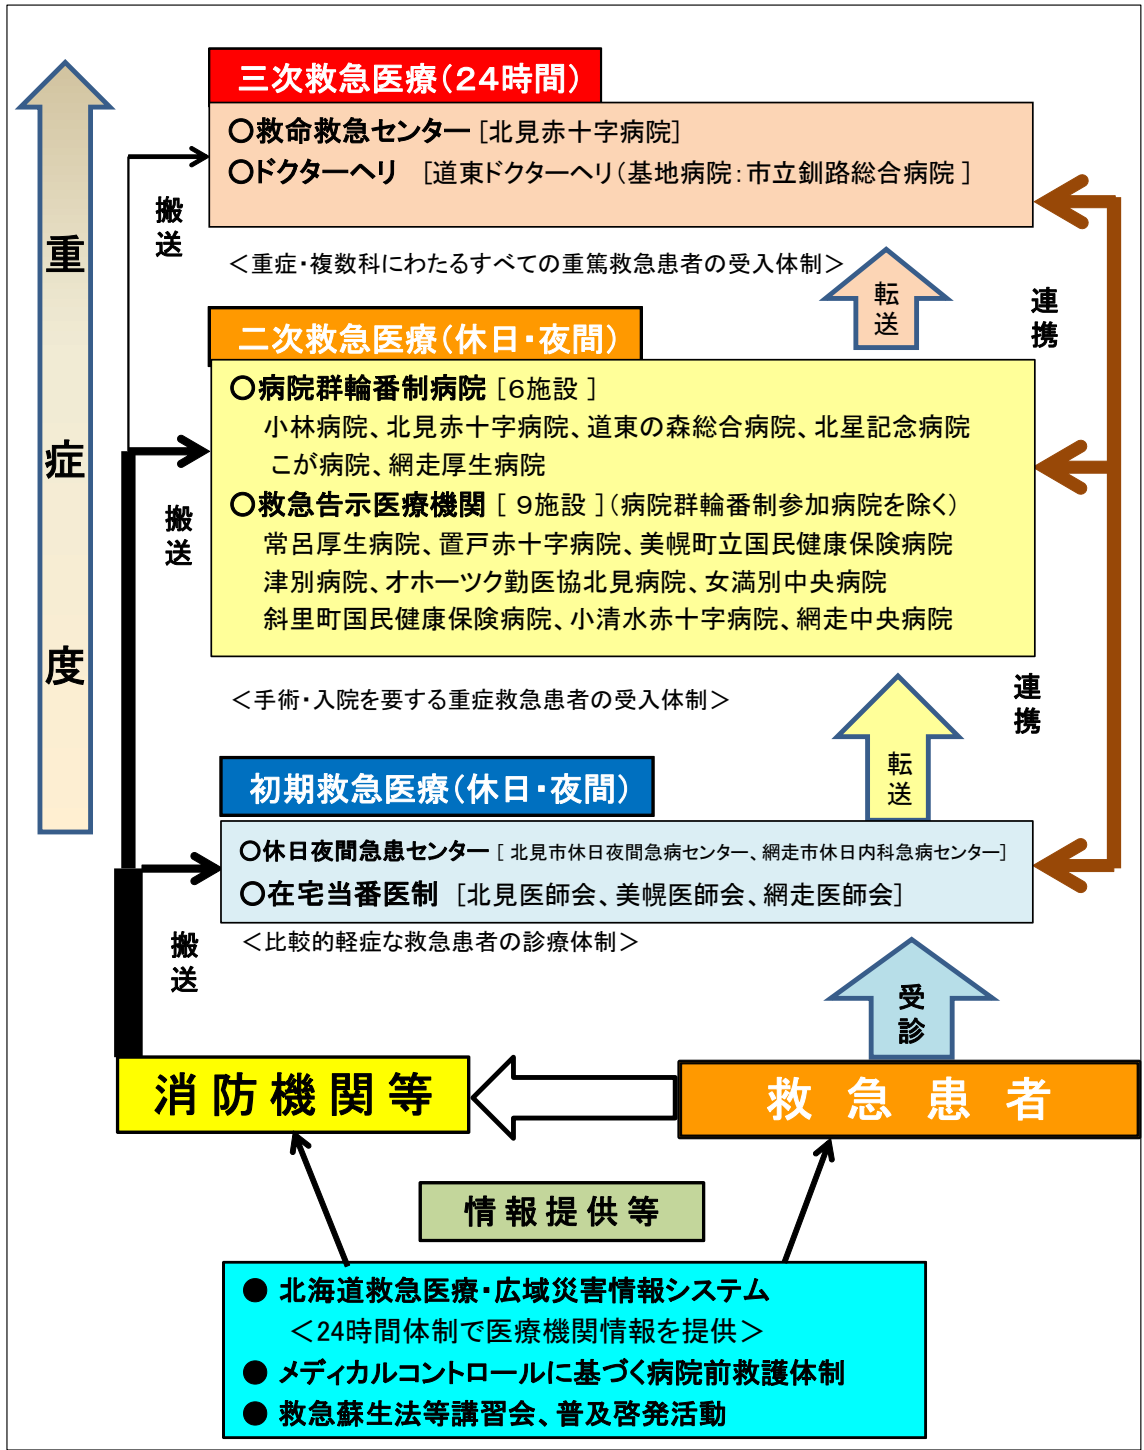 三次救急医療(24時間)
○救命救急センター [北見赤十字病院]
○ドクターヘリ [道東ドクターヘリ(基地病院:市立釧路総合病院 ]
搬送
<重症・複数科にわたるすべての重篤救急患者の受入体制>
転送
連携
重症度
二次救急医療(休日・夜間)
○病院群輪番制病院 [6施設 ]
小林病院、北見赤十字病院、道東の森総合病院、北星記念病院
こが病院、網走厚生病院
○救急告示医療機関 [ 9施設 ](病院群輪番制参加病院を除く)
常呂厚生病院、置戸赤十字病院、美幌町立国民健康保険病院
津別病院、オホーツク勤医協北見病院、女満別中央病院
斜里町国民健康保険病院、小清水赤十字病院、網走中央病院
搬送
<手術・入院を要する重症救急患者の受入体制>
転送
連携
初期救急医療(休日・夜間)
○休日夜間急患センター [ 北見市休日夜間急病センター、網走市休日内科急病センター]
○在宅当番医制 [北見医師会、美幌医師会、網走医師会]
搬送
<比較的軽症な救急患者の診療体制>
受診
消防機関等
救急患者
情報提供等
● 北海道救急医療・広域災害情報システム
<24時間体制で医療機関情報を提供>
● メディカルコントロールに基づく病院前救護体制
● 救急蘇生法等講習会、普及啓発活動